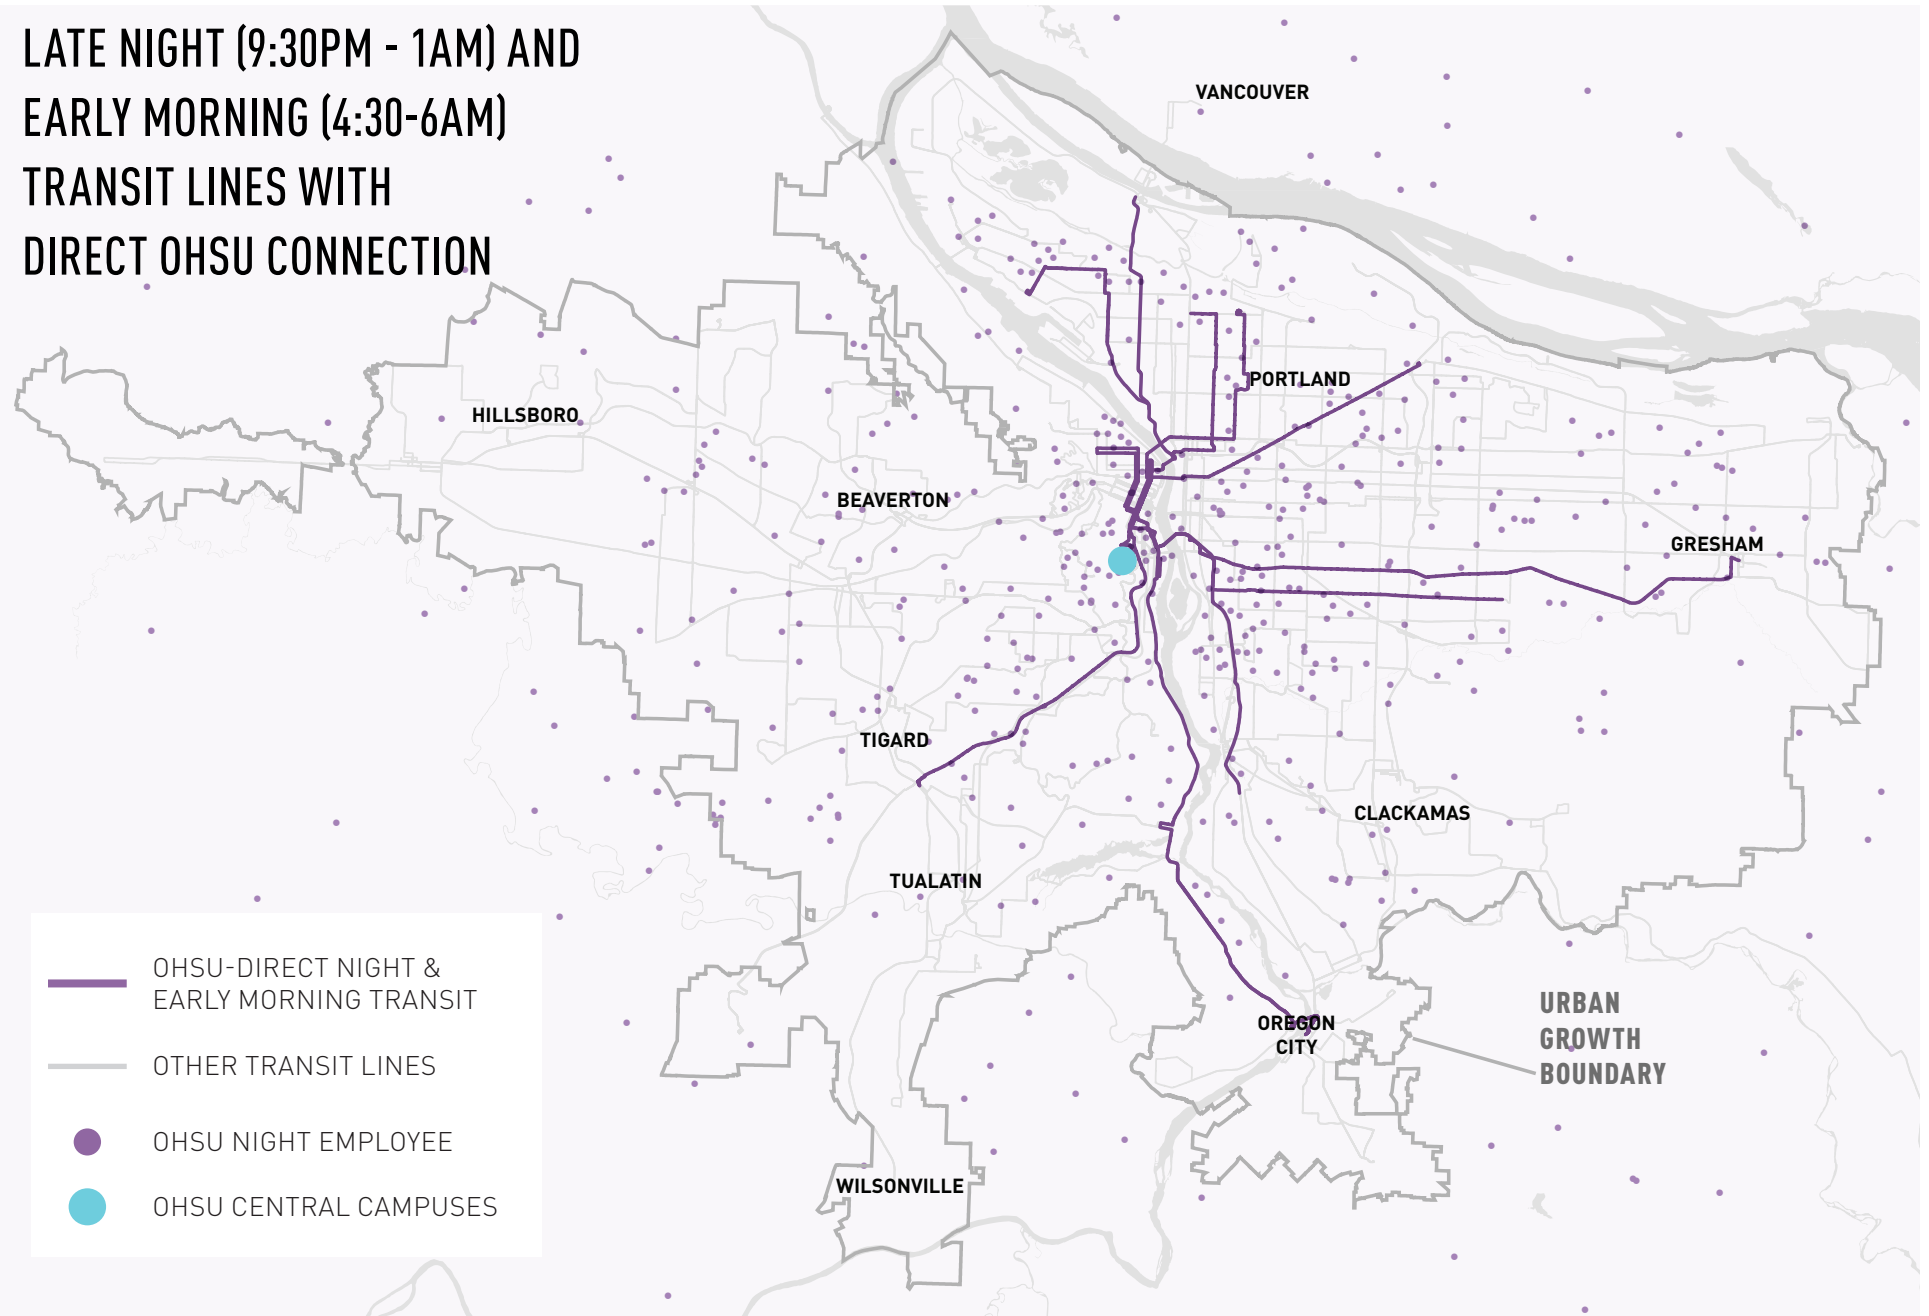 LATE NIGHT (9:30PM - 1AM) AND
EARLY MORNING (4:30-6AM)
TRANSIT LINES WITH
DIRECT OHSU CONNECTION
VANCOUVER
PORTLAND
HILLSBORO
BEAVERTON
GRESHAM
TIGARD
CLACKAMAS
TUALATIN
OREGON
CITY
URBAN
GROWTH
BOUNDARY
WILSONVILLE
OHSU-DIRECT NIGHT &
EARLY MORNING TRANSIT
OTHER TRANSIT LINES
OHSU NIGHT EMPLOYEE
OHSU CENTRAL CAMPUSES